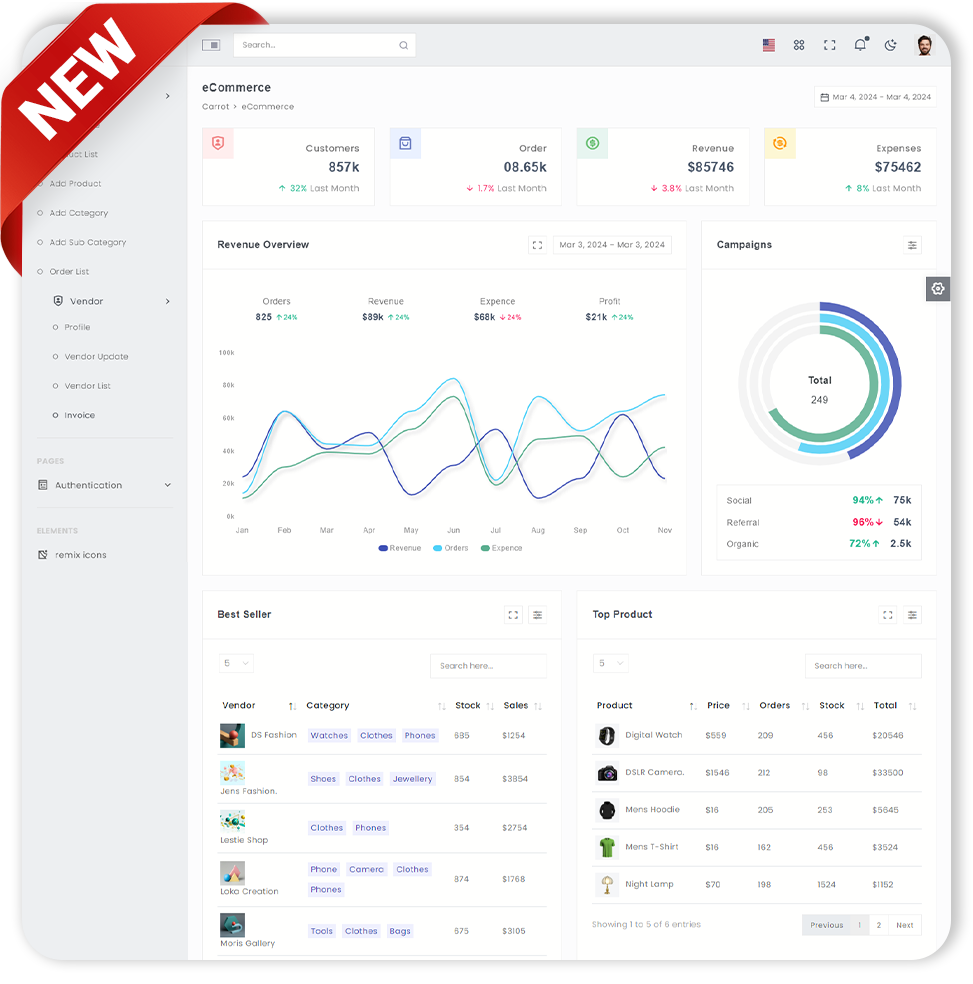 NEW
Search...
eCommerce
Carrot > eCommerce
Mar 4, 2024 - Mar 4, 2024
Customers
857k
32% Last Month
Order
08.65k
1.7% Last Month
Revenue
$85746
3.8% Last Month
Expenses
$75462
8% Last Month
List
Add Product
Add Category
Add Sub Category
Order List
Vendor
Profile
Vendor Update
Vendor List
Invoice
PAGES
Authentication
ELEMENTS
remix icons
Revenue Overview
Mar 3, 2024 - Mar 3, 2024
Orders
825 24%
Revenue
$89k 24%
Expence
$68k 24%
Profit
$21k 24%
100k
80k
60k
40k
20k
0k
Jan Feb Mar Apr May Jun Jul Aug Sep Oct Nov
Revenue Orders Expence
Campaigns
Total
249
Social 94% 75k
Referral 96% 54k
Organic 72% 2.5k
Best Seller
5
Search here...
Vendor Category Stock Sales
DS Fashion Watches Clothes Phones 685 $1254
Jens Fashion. Shoes Clothes Jewellery 854 $3854
Lestie Shop Clothes Phones 354 $2754
Loka Creation Phone Camera Clothes Phones 874 $1768
Moris Gallery Tools Clothes Bags 675 $3105
Top Product
5
Search here...
Product Price Orders Stock Total
Digital Watch $559 209 456 $20546
DSLR Camera. $1546 212 98 $33500
Mens Hoodie $16 205 253 $5645
Mens T-Shirt $16 162 456 $3524
Night Lamp $70 198 1524 $1152
Showing 1 to 5 of 6 entries
Previous 1 2 Next